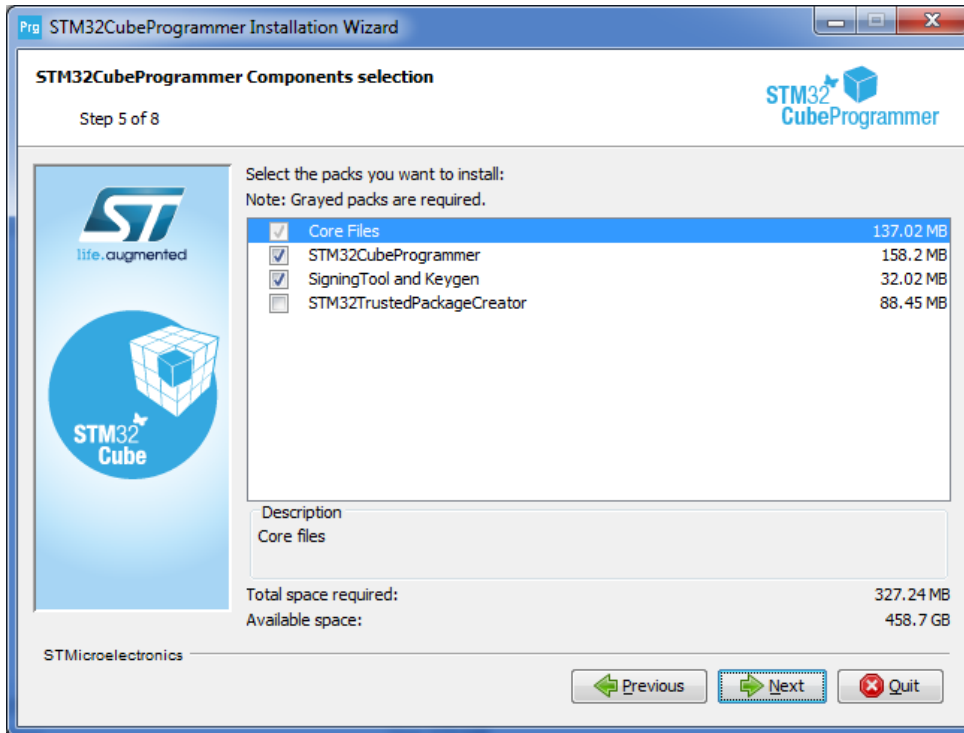 Prg STM32CubeProgrammer Installation Wizard
STM32CubeProgrammer Components selection
Step 5 of 8
STM32
CubeProgrammer
ST
life.augmented
STM32
Cube
Select the packs you want to install:
Note: Grayed packs are required.
Core Files 137.02 MB
STM32CubeProgrammer 158.2 MB
SigningTool and Keygen 32.02 MB
STM32TrustedPackageCreator 88.45 MB
Description
Core files
Total space required: 327.24 MB
Available space: 458.7 GB
STMicroelectronics
Previous Next Quit